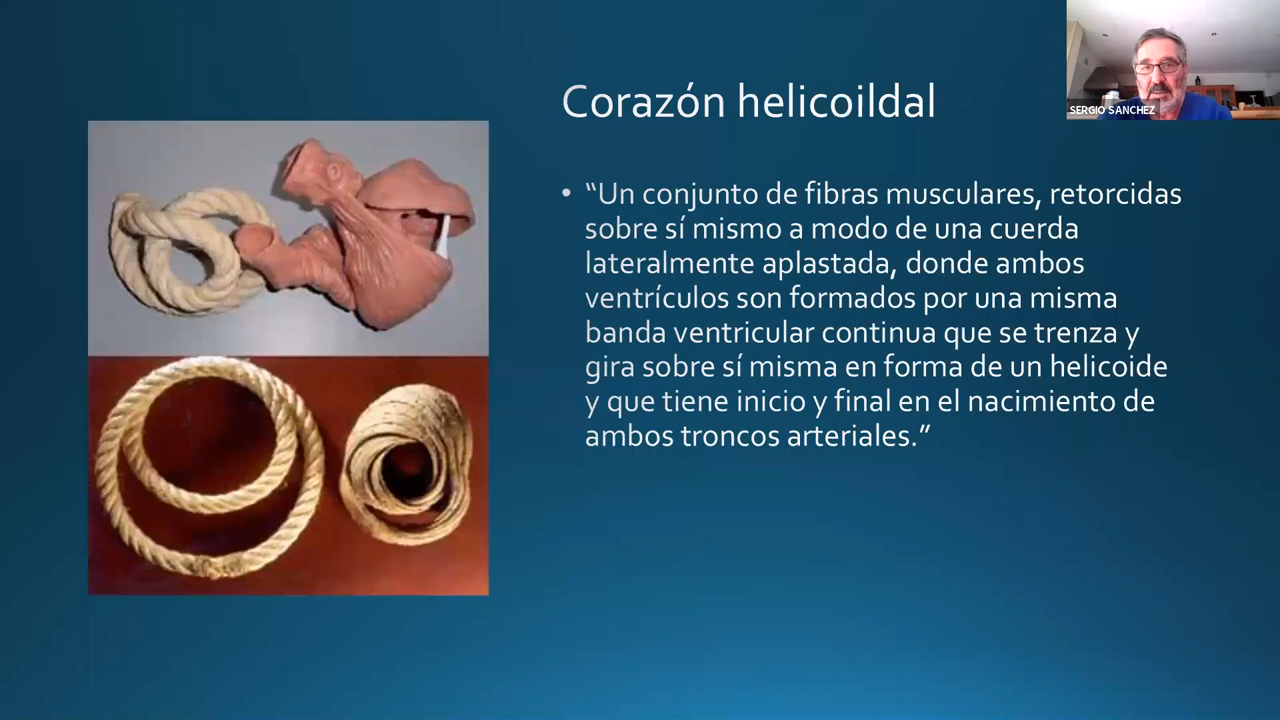 Corazón helicoildal
SERGIO SANCHEZ
• “Un conjunto de fibras musculares, retorcidas
sobre sí mismo a modo de una cuerda
lateralmente aplastada, donde ambos
ventrículos son formados por una misma
banda ventricular continua que se trenza y
gira sobre sí misma en forma de un helicoide
y que tiene inicio y final en el nacimiento de
ambos troncos arteriales.”